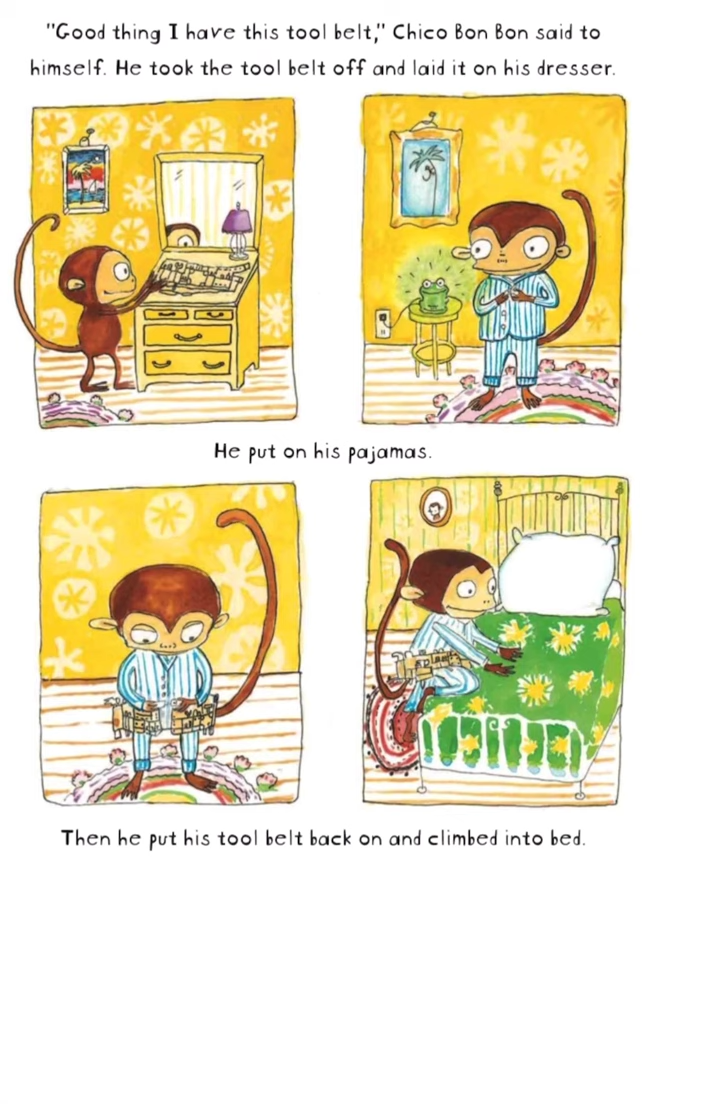 "Good thing I have this tool belt," Chico Bon Bon said to
himself. He took the tool belt off and laid it on his dresser.
He put on his pajamas.
Then he put his tool belt back on and climbed into bed.